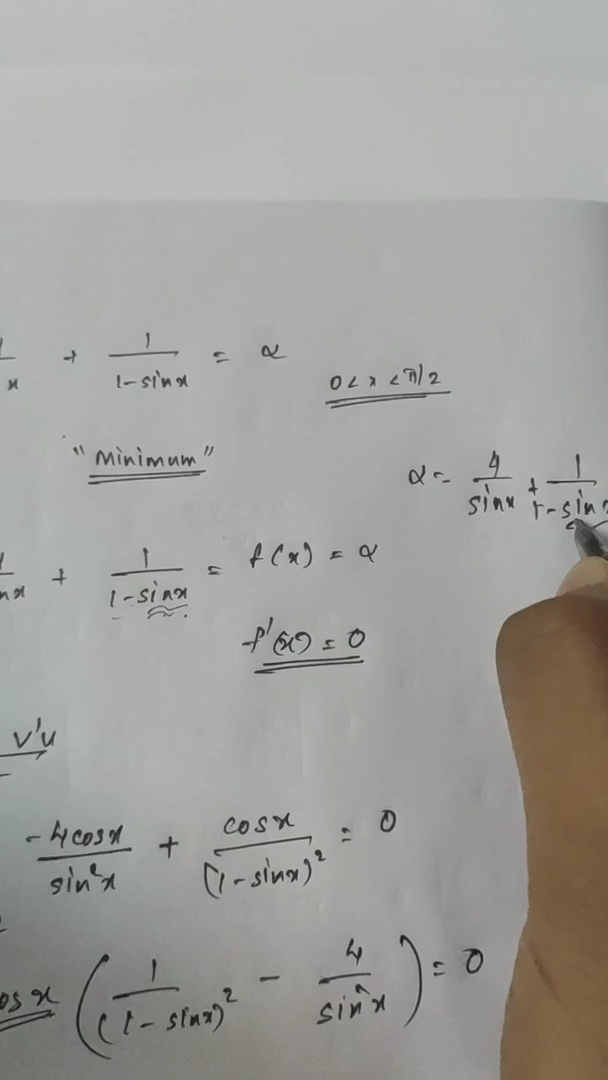 x + 1/(1-sinx) = α
0 < x < π/2
"Minimum"
α = 4/sinx + 1/(1-sin
+ 1/(1-sinx) = f(x) = α
f'(x) = 0
v'u
-4cosx/sin²x + cosx/(1-sinx)² = 0
os x (1/(1-sinx)² - 4/sin²x) = 0